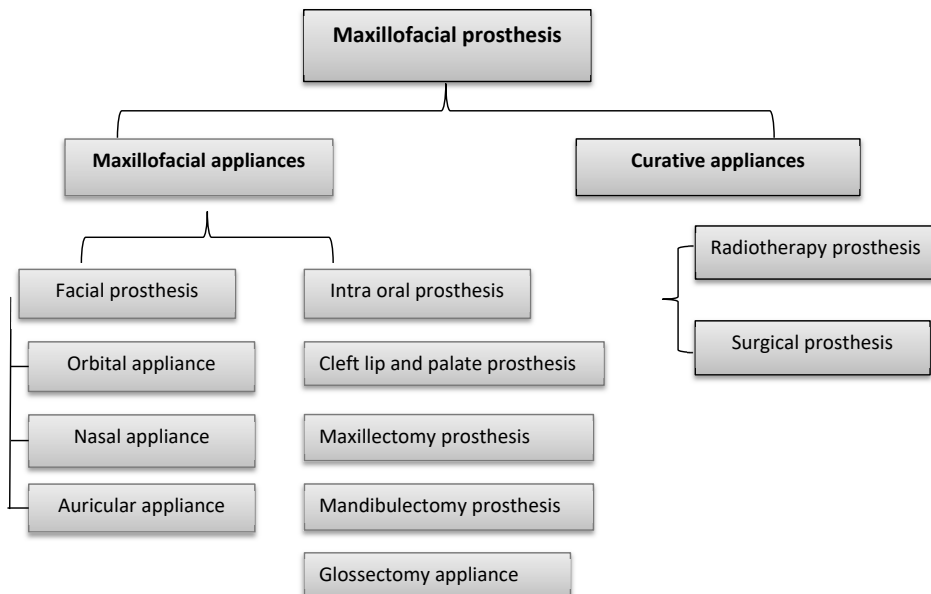 Maxillofacial prosthesis
Maxillofacial appliances
Curative appliances
Facial prosthesis
Orbital appliance
Nasal appliance
Auricular appliance
Intra oral prosthesis
Cleft lip and palate prosthesis
Maxillectomy prosthesis
Mandibulectomy prosthesis
Glossectomy appliance
Radiotherapy prosthesis
Surgical prosthesis